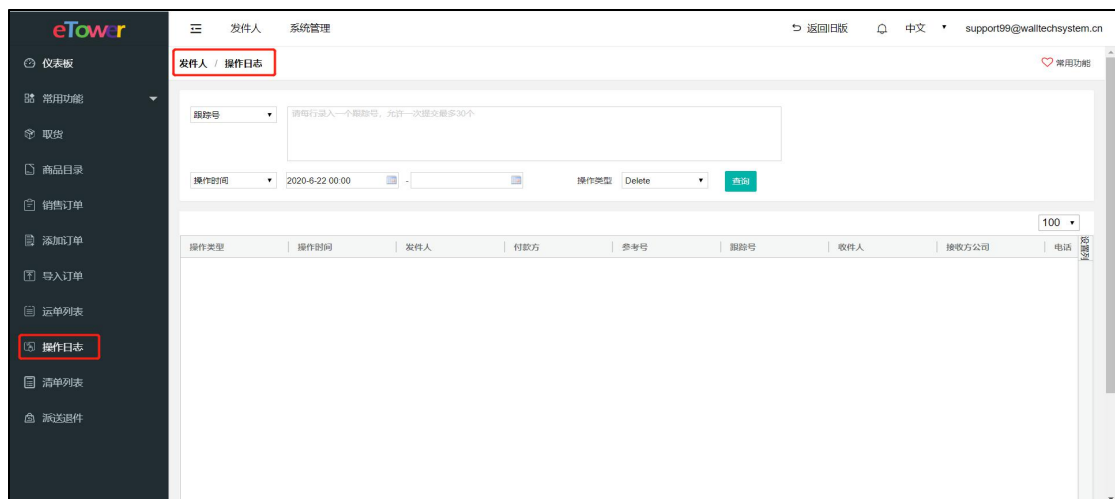 eTower
发件人 系统管理 返回旧版 中文 support99@walltechsystem.cn
仪表板
常用功能
取货
商品目录
销售订单
添加订单
导入订单
运单列表
操作日志
清单列表
派送退件
发件人 / 操作日志 常用功能
跟踪号 请每行录入一个跟踪号, 允许一次提交最多30个
操作时间 2020-6-22 00:00 - 操作类型 Delete 查询
100
操作类型 操作时间 发件人 付款方 参考号 跟踪号 收件人 接收方公司 电话
设置列